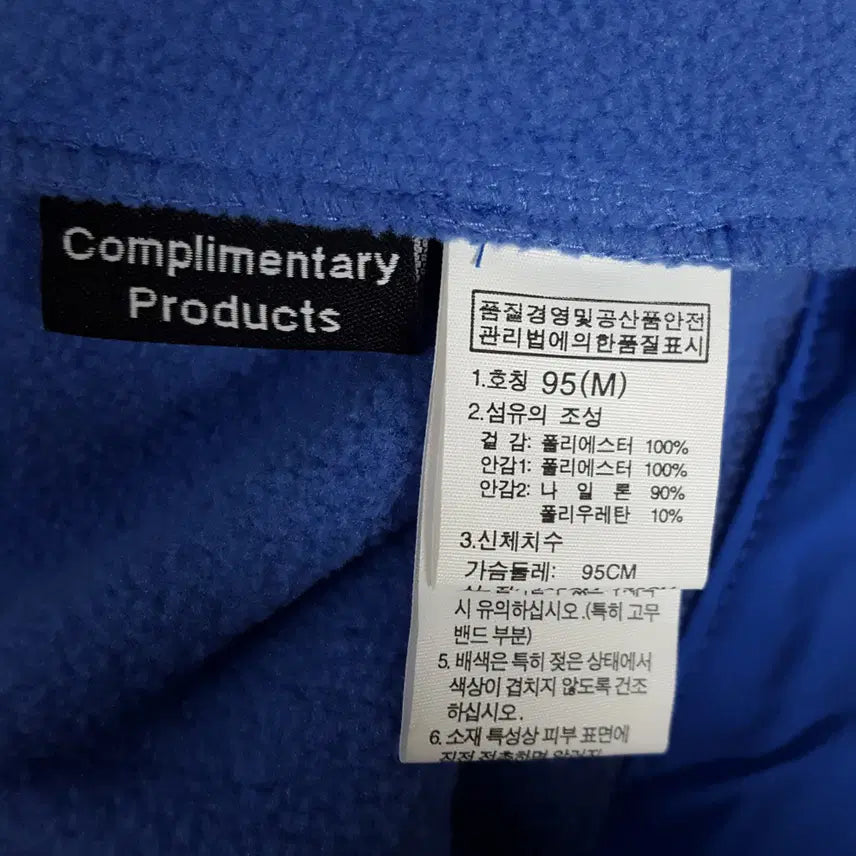 Complimentary
Products
품질경영및공산품안전
관리법에의한품질표시
1.호칭 95(M)
2.섬유의 조성
겉 감: 폴리에스터 100%
안감1: 폴리에스터 100%
안감2: 나 일 론 90%
폴리우레탄 10%
3.신체치수
가슴둘레: 95CM
시 유의하십시오.(특히 고무
밴드 부분)
5. 배색은 특히 젖은 상태에서
색상이 겹치지 않도록 건조
하십시오.
6. 소재 특성상 피부 표면에